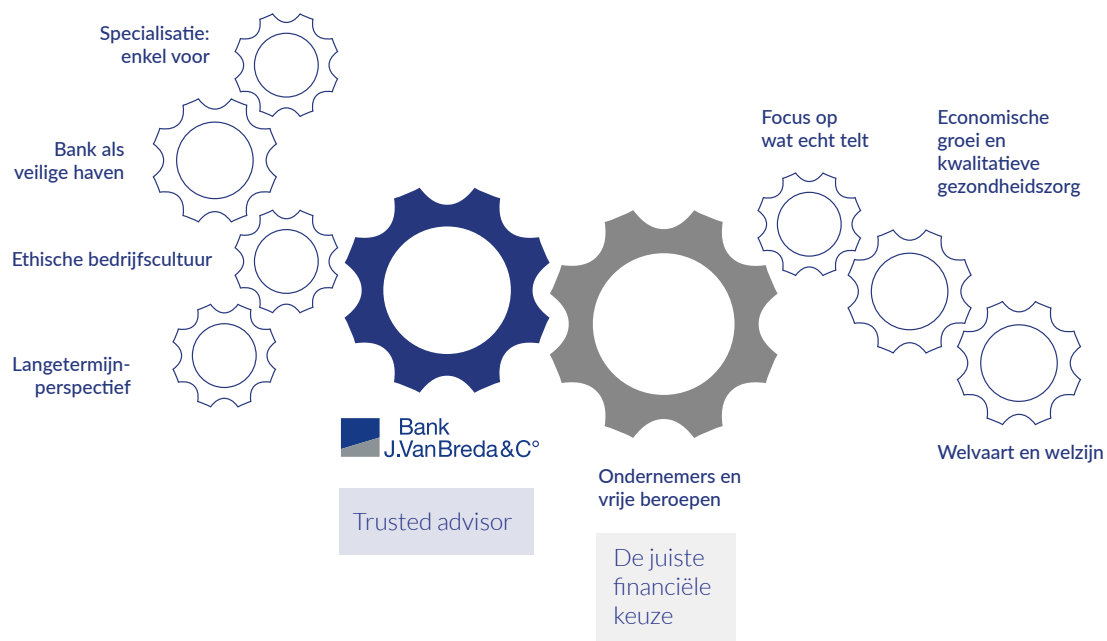 Specialisatie:
enkel voor
Bank als
veilige haven
Ethische bedrijfscultuur
Langetermijn-
perspectief
Bank
J.VanBreda&C°
Trusted advisor
Ondernemers en
vrije beroepen
De juiste
financiële
keuze
Focus op
wat echt telt
Economische
groei en
kwalitatieve
gezondheidszorg
Welvaart en welzijn